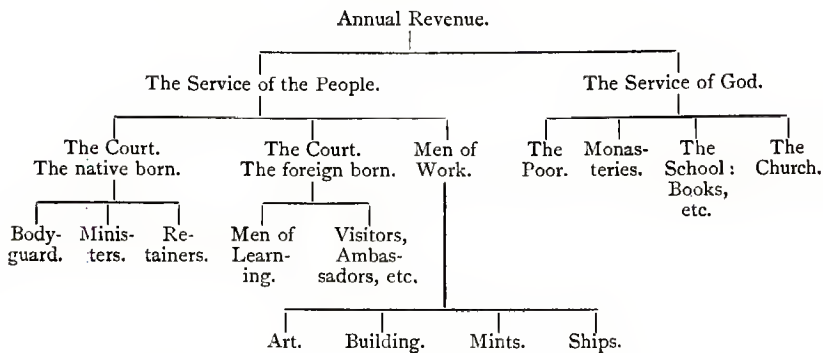 Annual Revenue.
The Service of the People.
The Service of God.
The Court.
The native born.
The Court.
The foreign born.
Men of
Work.
The
Poor.
Monas-
teries.
The
School :
Books,
etc.
The
Church.
Body-
guard.
Minis-
ters.
Re-
tainers.
Men of
Learn-
ing.
Visitors,
Ambas-
sadors, etc.
Art.
Building.
Mints.
Ships.